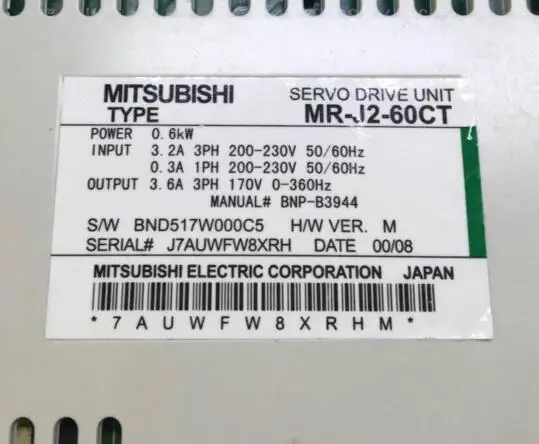 MITSUBISHI SERVO DRIVE UNIT
TYPE MR-J2-60CT
POWER 0.6kW
INPUT 3.2A 3PH 200-230V 50/60Hz
0.3A 1PH 200-230V 50/60Hz
OUTPUT 3.6A 3PH 170V 0-360Hz
MANUAL# BNP-B3944
S/W BND517W000C5 H/W VER. M
SERIAL# J7AUWFW8XRH DATE 00/08
MITSUBISHI ELECTRIC CORPORATION JAPAN
*7AUWFW8XRHM*